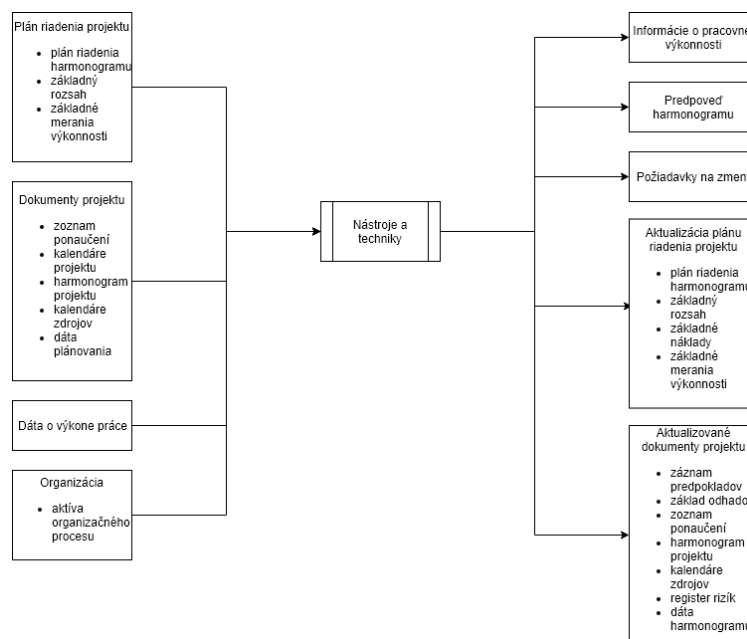 Plán riadenia projektu
plán riadenia
harmonogramu
základný
rozsah
základné
merania
výkonnosti
Dokumenty projektu
zoznam
ponaučení
kalendáre
projektu
harmonogram
projektu
kalendáre
zdrojov
dáta
plánovania
Dáta o výkone práce
Organizácia
aktíva
organizačného
procesu
Nástroje a
techniky
Informácie o pracovne
výkonnosti
Predpoveď
harmonogramu
Požiadavky na
Aktualizácia plánu
riadenia projektu
plán riadenia
harmonogramu
základný
rozsah
základné
náklady
základné
merania
výkonnosti
Aktualizované
dokumenty projektu
záznam
predpokladov
základ odhado
zoznam
ponaučení
harmonogram
projektu
kalendáre
zdrojov
register rizík
dáta
harmonogramu